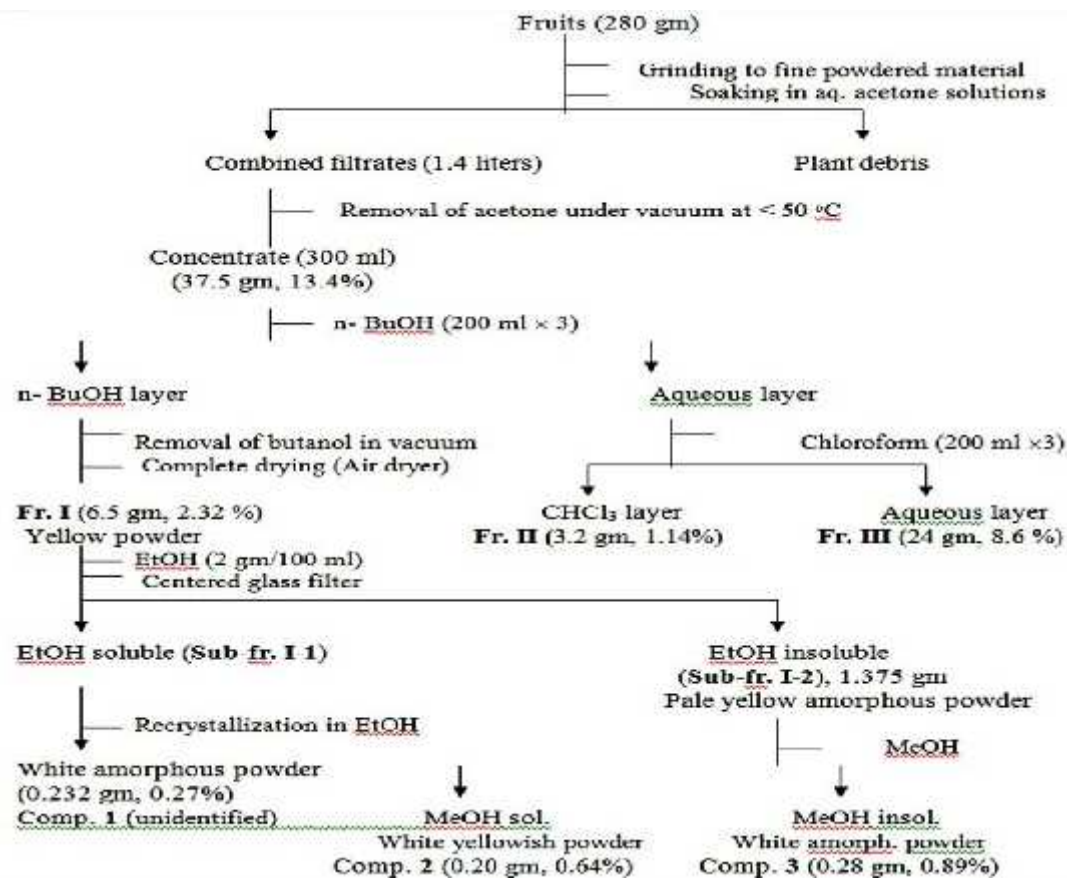 Fruits (280 gm)
Grinding to fine powdered material
Soaking in aq. acetone solutions
Combined filtrates (1.4 liters)
Plant debris
Removal of acetone under vacuum at < 50 °C
Concentrate (300 ml)
(37.5 gm, 13.4%)
n- BuOH (200 ml × 3)
n- BuOH layer
Aqueous layer
Removal of butanol in vacuum
Complete drying (Air dryer)
Chloroform (200 ml ×3)
Fr. I (6.5 gm, 2.32 %)
Yellow powder
CHCl₃ layer
Fr. II (3.2 gm, 1.14%)
Aqueous layer
Fr. III (24 gm, 8.6 %)
EtOH (2 gm/100 ml)
Centered glass filter
EtOH soluble (Sub-fr. I-1)
EtOH insoluble
(Sub-fr. I-2), 1.375 gm
Pale yellow amorphous powder
Recrystallization in EtOH
MeOH
White amorphous powder
(0.232 gm, 0.27%)
Comp. 1 (unidentified)
MeOH sol.
White yellowish powder
Comp. 2 (0.20 gm, 0.64%)
MeOH insol.
White amorph. powder
Comp. 3 (0.28 gm, 0.89%)